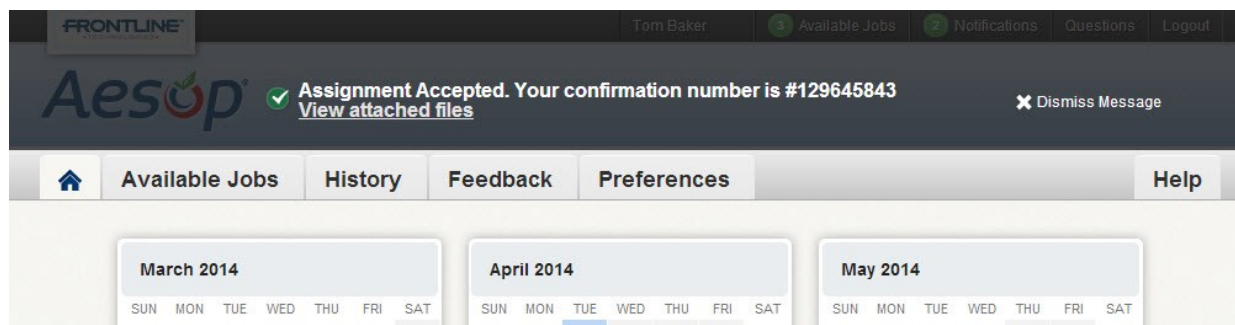 FRONTLINE
TECHNOLOGIES
Tom Baker 3 Available Jobs 2 Notifications Questions Logout
Aesop
Assignment Accepted. Your confirmation number is #129645843
View attached files
Dismiss Message
Available Jobs History Feedback Preferences Help
March 2014 April 2014 May 2014
SUN MON TUE WED THU FRI SAT SUN MON TUE WED THU FRI SAT SUN MON TUE WED THU FRI SAT